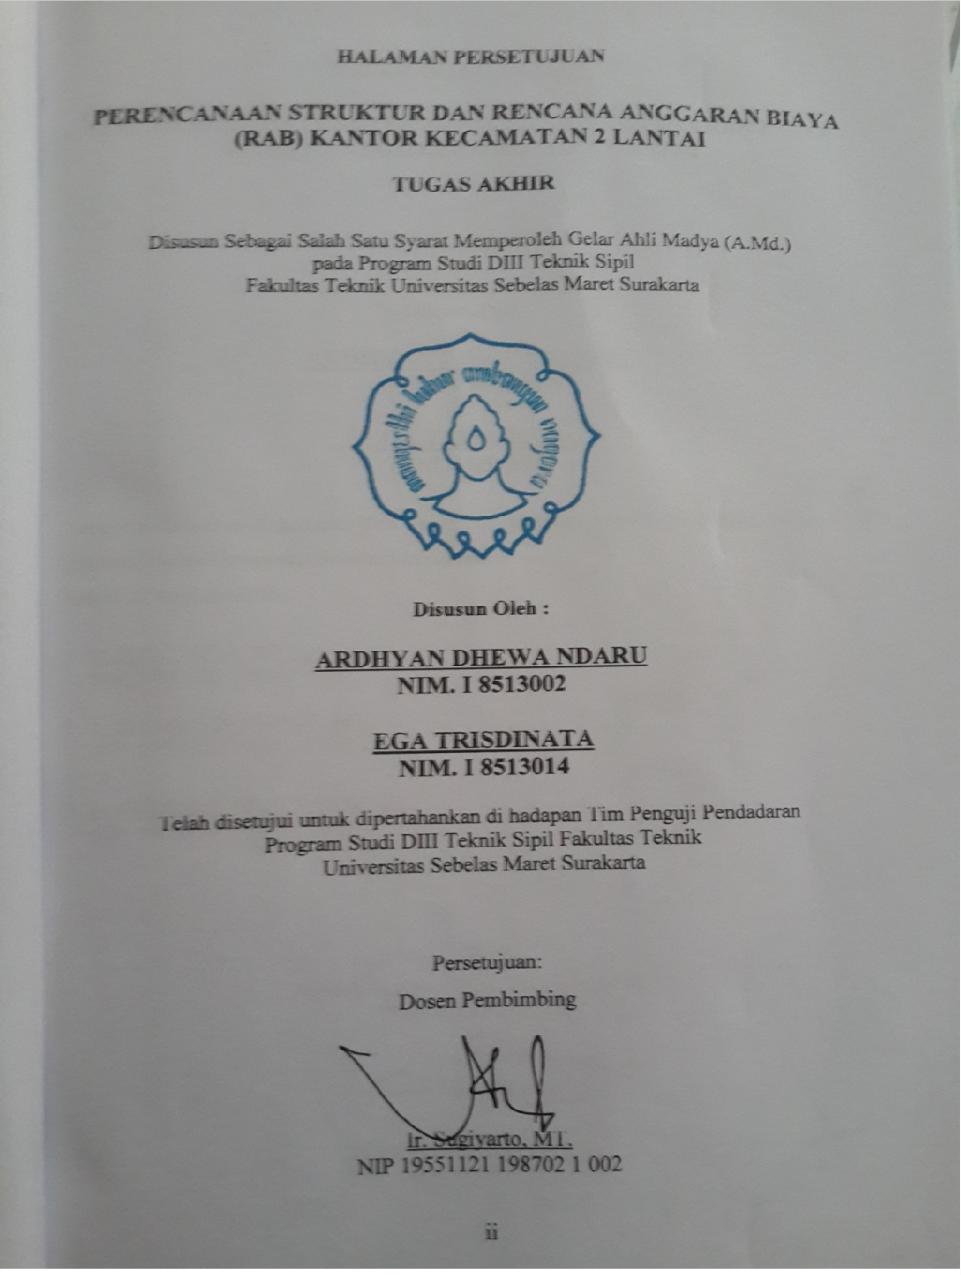 HALAMAN PERSETUJUAN
PERENCANAAN STRUKTUR DAN RENCANA ANGGARAN BIAYA
(RAB) KANTOR KECAMATAN 2 LANTAI
TUGAS AKHIR
Disusun Sebagai Salah Satu Syarat Memperoleh Gelar Ahli Madya (A.Md.)
pada Program Studi DIII Teknik Sipil
Fakultas Teknik Universitas Sebelas Maret Surakarta
Disusun Oleh :
ARDHYAN DHEWA NDARU
NIM. I 8513002
EGA TRISDINATA
NIM. I 8513014
Telah disetujui untuk dipertahankan di hadapan Tim Penguji Pendadaran
Program Studi DIII Teknik Sipil Fakultas Teknik
Universitas Sebelas Maret Surakarta
Persetujuan:
Dosen Pembimbing
Ir. Sugiyarto, MT.
NIP 19551121 198702 1 002
ii